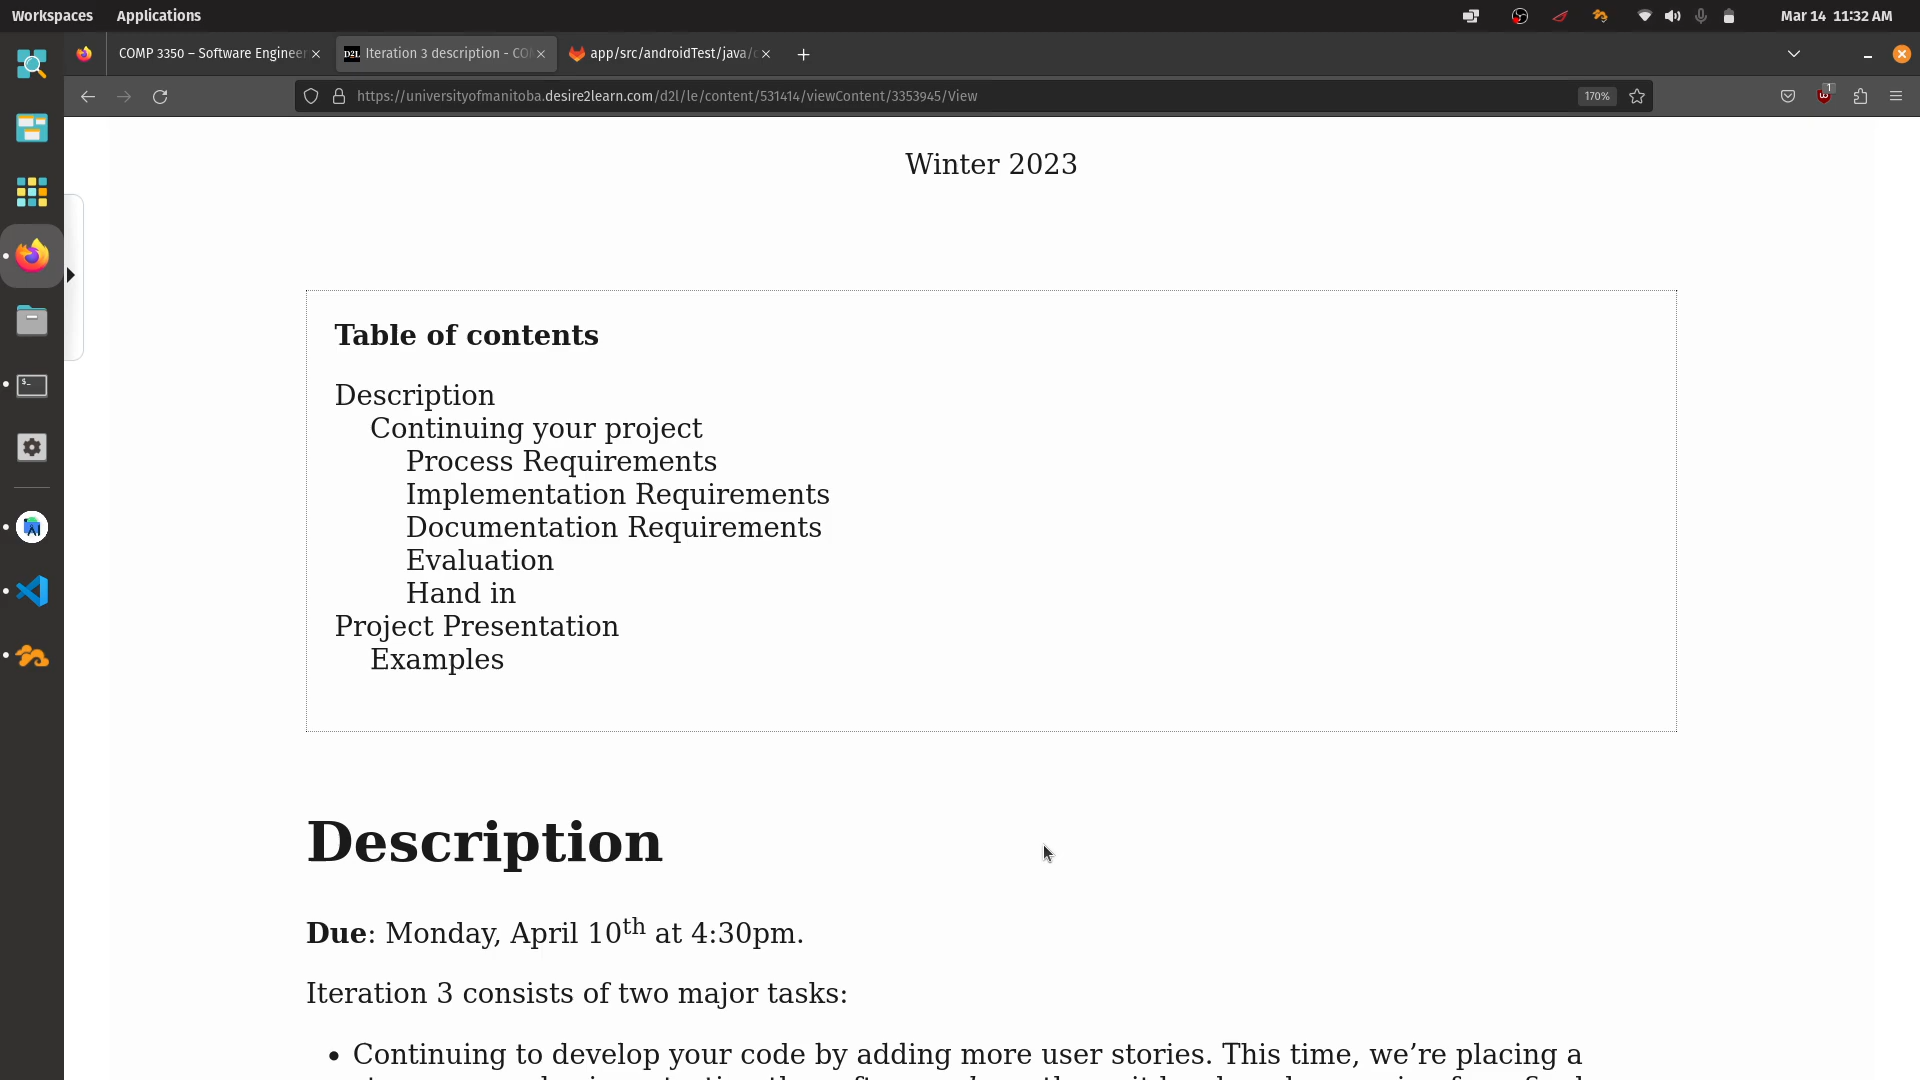 Workspaces Applications Mar 14 11:32 AM
COMP 3350 – Software Engineer Iteration 3 description - CO app/src/androidTest/java/c
https://universityofmanitoba.desire2learn.com/d2l/le/content/531414/viewContent/3353945/View 170% 1
Winter 2023
Table of contents
Description
Continuing your project
Process Requirements
Implementation Requirements
Documentation Requirements
Evaluation
Hand in
Project Presentation
Examples
Description
Due: Monday, April 10th at 4:30pm.
Iteration 3 consists of two major tasks:
• Continuing to develop your code by adding more user stories. This time, we’re placing a